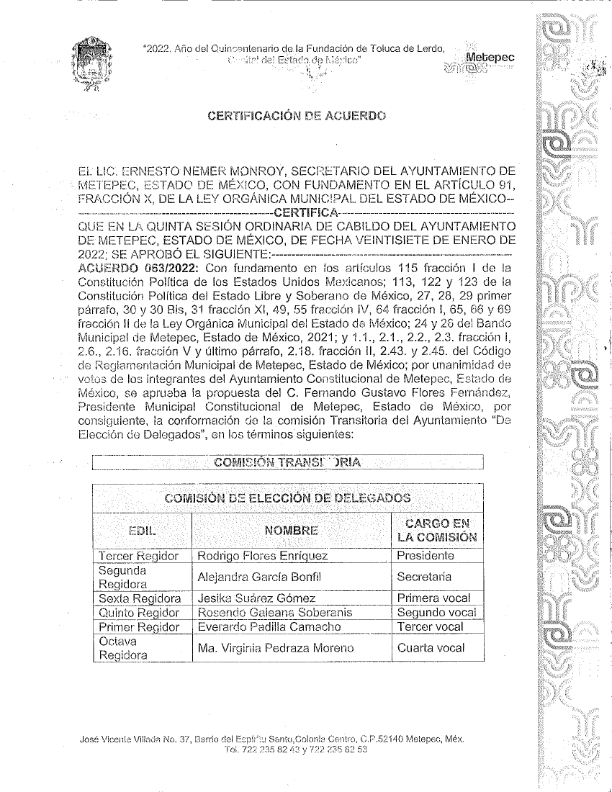 "2022. Año del Quincentenario de la Fundación de Toluca de Lerdo,
Capital del Estado de México"
Metepec
CERTIFICACIÓN DE ACUERDO
EL LIC. ERNESTO NEMER MONROY, SECRETARIO DEL AYUNTAMIENTO DE
METEPEC, ESTADO DE MÉXICO, CON FUNDAMENTO EN EL ARTÍCULO 91,
FRACCIÓN X, DE LA LEY ORGÁNICA MUNICIPAL DEL ESTADO DE MÉXICO--
----------------------------------------CERTIFICA----------------------------------------
QUE EN LA QUINTA SESIÓN ORDINARIA DE CABILDO DEL AYUNTAMIENTO
DE METEPEC, ESTADO DE MÉXICO, DE FECHA VEINTISIETE DE ENERO DE
2022; SE APROBÓ EL SIGUIENTE:--------------------------------------------------
ACUERDO 063/2022: Con fundamento en los artículos 115 fracción I de la
Constitución Política de los Estados Unidos Mexicanos; 113, 122 y 123 de la
Constitución Política del Estado Libre y Soberano de México, 27, 28, 29 primer
párrafo, 30 y 30 Bis, 31 fracción XI, 49, 55 fracción IV, 64 fracción I, 65, 66 y 69
fracción II de la Ley Orgánica Municipal del Estado de México; 24 y 26 del Bando
Municipal de Metepec, Estado de México, 2021; y 1.1., 2.1., 2.2., 2.3. fracción I,
2.6., 2.16. fracción V y último párrafo, 2.18. fracción II, 2.43. y 2.45. del Código
de Reglamentación Municipal de Metepec, Estado de México; por unanimidad de
votos de los integrantes del Ayuntamiento Constitucional de Metepec, Estado de
México, se aprueba la propuesta del C. Fernando Gustavo Flores Fernández,
Presidente Municipal Constitucional de Metepec, Estado de México, por
consiguiente, la conformación de la comisión Transitoria del Ayuntamiento "De
Elección de Delegados", en los términos siguientes:
COMISIÓN TRANSITORIA
COMISIÓN DE ELECCIÓN DE DELEGADOS
EDIL NOMBRE CARGO EN LA COMISIÓN
Tercer Regidor Rodrigo Flores Enríquez Presidente
Segunda Regidora Alejandra García Bonfil Secretaria
Sexta Regidora Jesika Suárez Gómez Primera vocal
Quinto Regidor Rosendo Galeana Soberanis Segundo vocal
Primer Regidor Everardo Padilla Camacho Tercer vocal
Octava Regidora Ma. Virginia Pedraza Moreno Cuarta vocal
José Vicente Villada No. 37, Barrio del Espíritu Santo,Colonia Centro, C.P.52140 Metepec, Méx.
Tel. 722 235 82 43 y 722 235 82 53